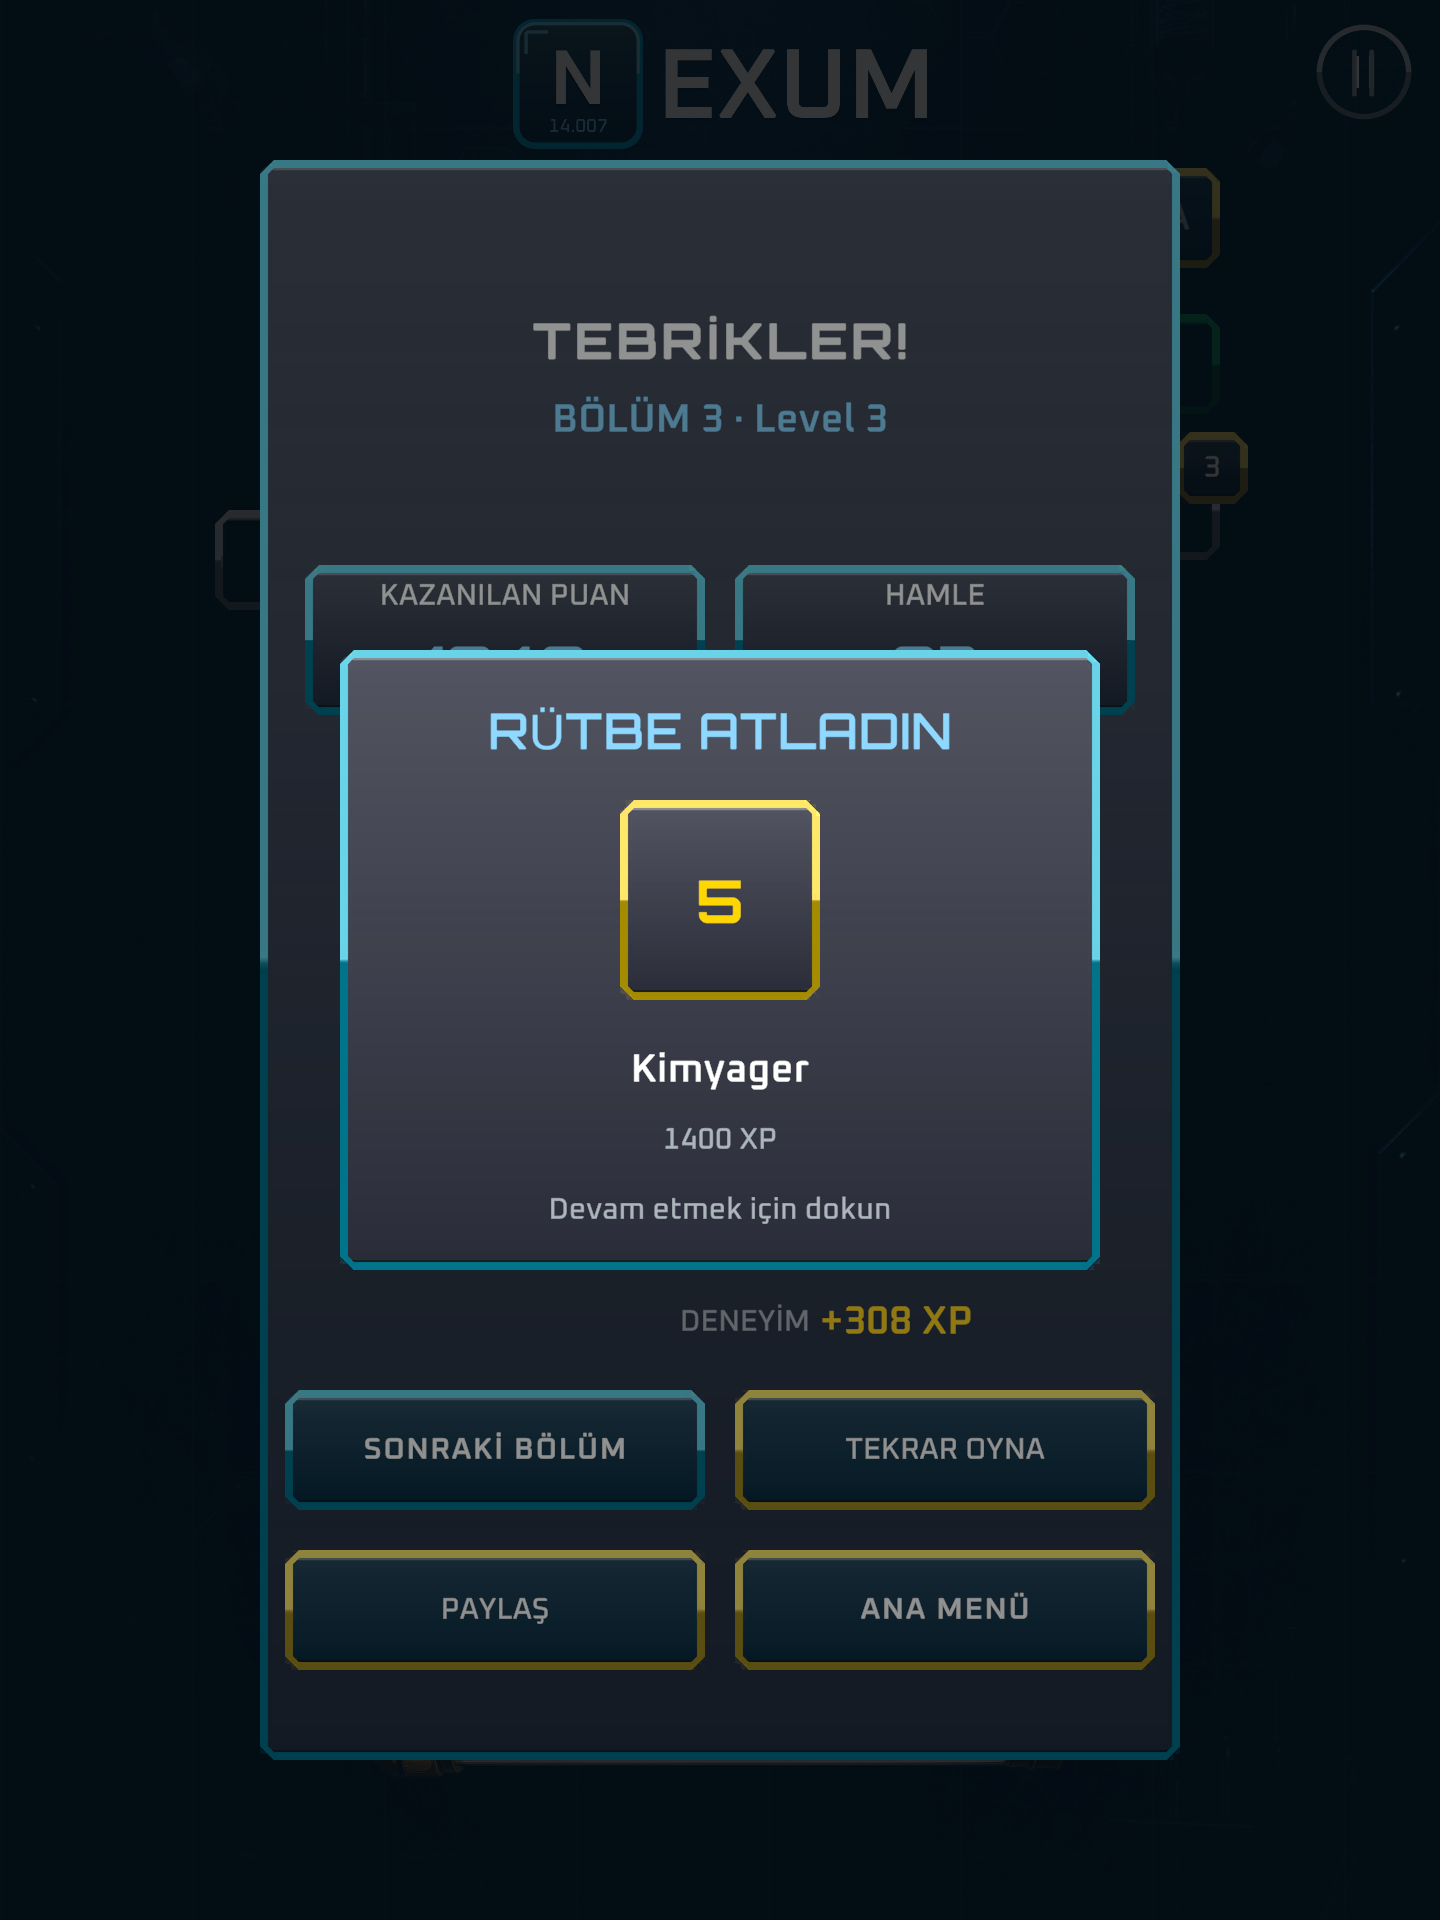 N
14.007
EXUM
TEBRİKLER!
BÖLÜM 3 · Level 3
3
KAZANILAN PUAN
HAMLE
RÜTBE ATLADIN
5
Kimyager
1400 XP
Devam etmek için dokun
DENEYİM +308 XP
SONRAKİ BÖLÜM
TEKRAR OYNA
PAYLAŞ
ANA MENÜ